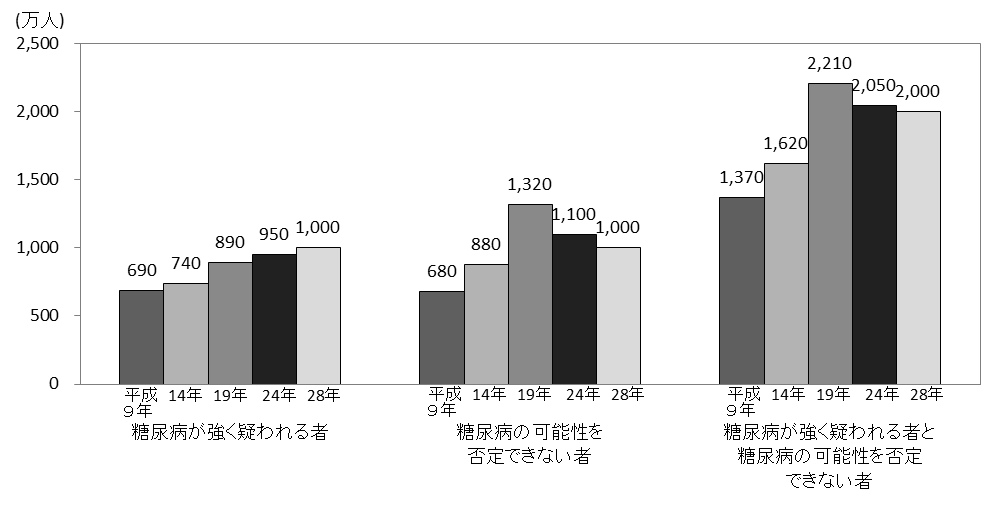 (万人)
2,500
2,000
1,500
1,000
500
0
690
740
890
950
1,000
680
880
1,320
1,100
1,000
1,370
1,620
2,210
2,050
2,000
平成
９年
14年
19年
24年
28年
糖尿病が強く疑われる者
平成
９年
14年
19年
24年
28年
糖尿病の可能性を
否定できない者
平成
９年
14年
19年
24年
28年
糖尿病が強く疑われる者と
糖尿病の可能性を否定
できない者